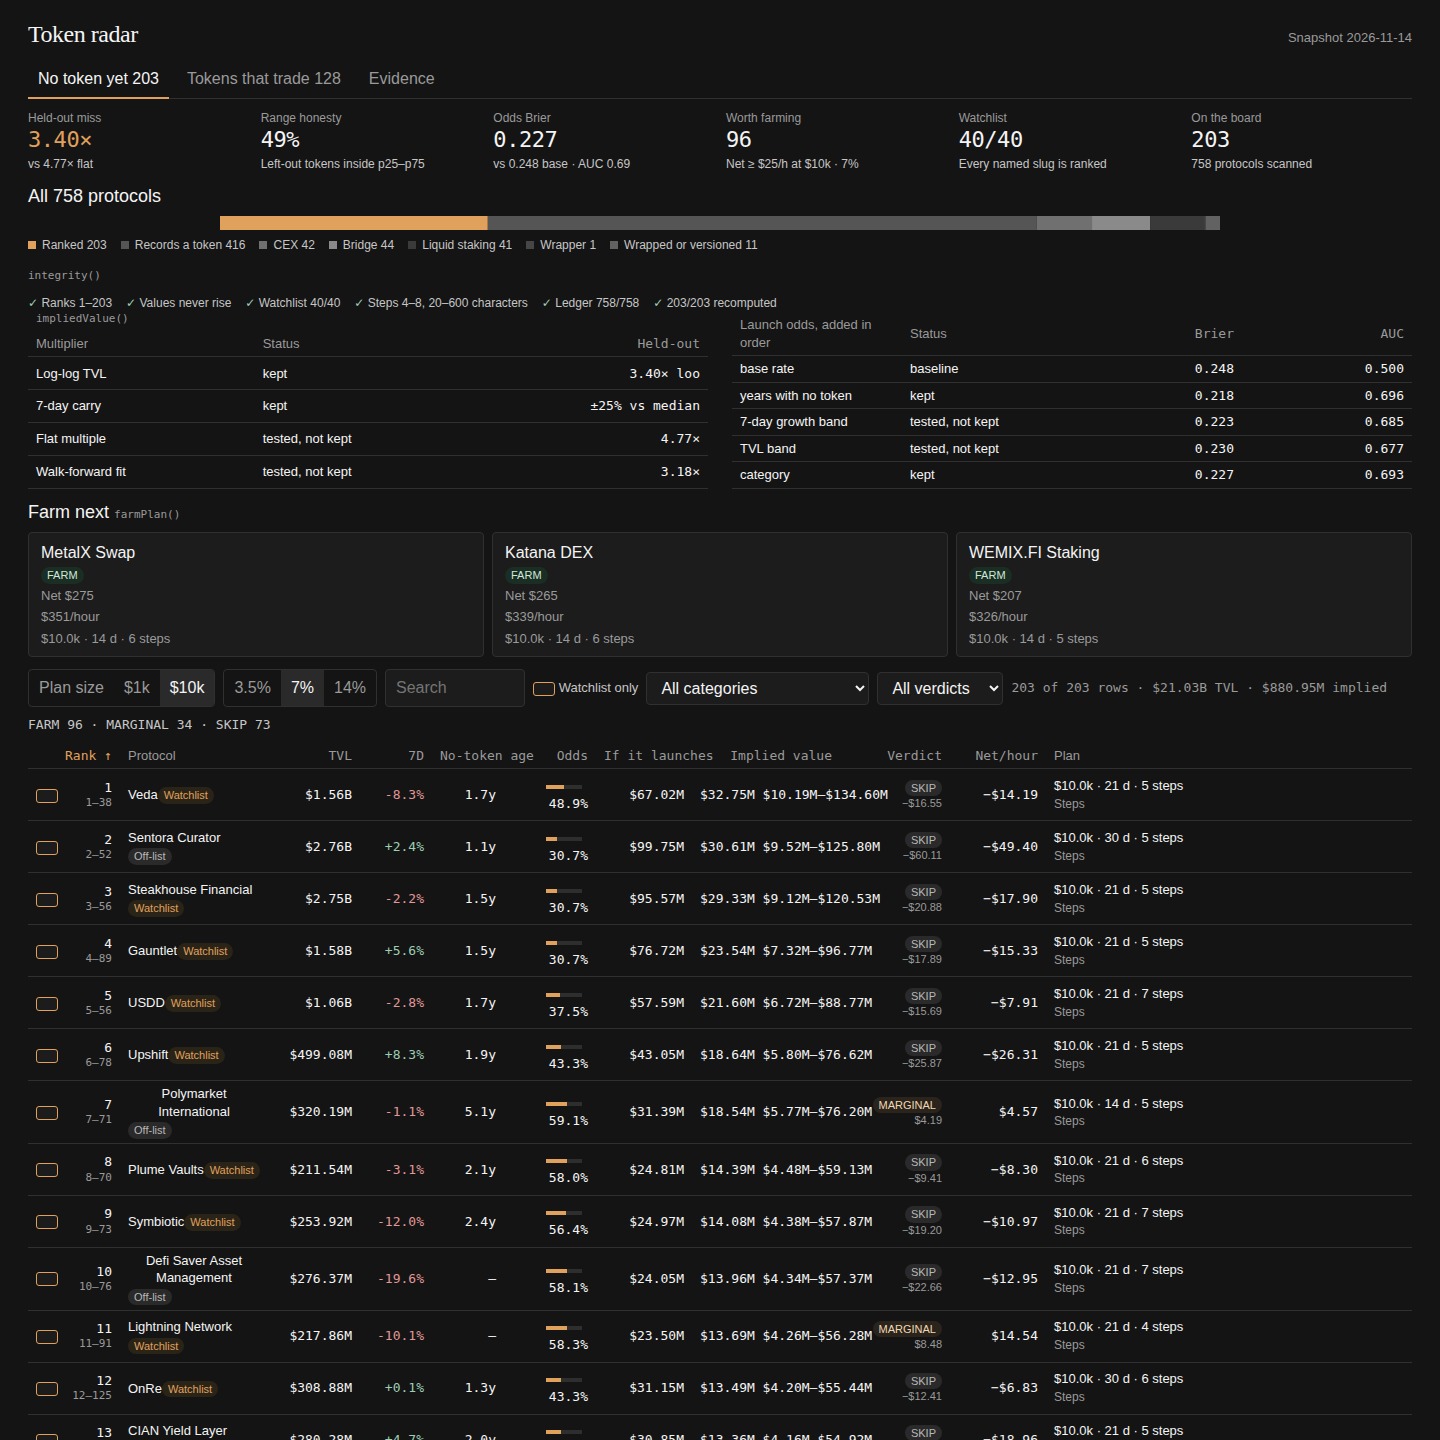 Token radar
Snapshot 2026-11-14
No token yet 203 Tokens that trade 128 Evidence
Held-out miss Range honesty Odds Brier Worth farming Watchlist On the board
3.40× 49% 0.227 96 40/40 203
vs 4.77× flat Left-out tokens inside p25–p75 vs 0.248 base · AUC 0.69 Net ≥ $25/h at $10k · 7% Every named slug is ranked 758 protocols scanned
All 758 protocols
Ranked 203 Records a token 416 CEX 42 Bridge 44 Liquid staking 41 Wrapper 1 Wrapped or versioned 11
integrity()
✓ Ranks 1–203 ✓ Values never rise ✓ Watchlist 40/40 ✓ Steps 4–8, 20–600 characters ✓ Ledger 758/758 ✓ 203/203 recomputed
impliedValue()
Multiplier Status Held-out
Log-log TVL kept 3.40× loo
7-day carry kept ±25% vs median
Flat multiple tested, not kept 4.77×
Walk-forward fit tested, not kept 3.18×
Launch odds, added in order Status Brier AUC
base rate baseline 0.248 0.500
years with no token kept 0.218 0.696
7-day growth band tested, not kept 0.223 0.685
TVL band tested, not kept 0.230 0.677
category kept 0.227 0.693
Farm next farmPlan()
MetalX Swap
FARM
Net $275
$351/hour
$10.0k · 14 d · 6 steps
Katana DEX
FARM
Net $265
$339/hour
$10.0k · 14 d · 6 steps
WEMIX.FI Staking
FARM
Net $207
$326/hour
$10.0k · 14 d · 5 steps
Plan size $1k $10k 3.5% 7% 14% Search Watchlist only All categories All verdicts 203 of 203 rows · $21.03B TVL · $880.95M implied
FARM 96 · MARGINAL 34 · SKIP 73
Rank ↑ Protocol TVL 7D No-token age Odds If it launches Implied value Verdict Net/hour Plan
1 1–38 Veda Watchlist $1.56B -8.3% 1.7y 48.9% $67.02M $32.75M $10.19M–$134.60M SKIP −$16.55 −$14.19 $10.0k · 21 d · 5 steps Steps
2 2–52 Sentora Curator Off-list $2.76B +2.4% 1.1y 30.7% $99.75M $30.61M $9.52M–$125.80M SKIP −$60.11 −$49.40 $10.0k · 30 d · 5 steps Steps
3 3–56 Steakhouse Financial Watchlist $2.75B -2.2% 1.5y 30.7% $95.57M $29.33M $9.12M–$120.53M SKIP −$20.88 −$17.90 $10.0k · 21 d · 5 steps Steps
4 4–89 Gauntlet Watchlist $1.58B +5.6% 1.5y 30.7% $76.72M $23.54M $7.32M–$96.77M SKIP −$17.89 −$15.33 $10.0k · 21 d · 5 steps Steps
5 5–56 USDD Watchlist $1.06B -2.8% 1.7y 37.5% $57.59M $21.60M $6.72M–$88.77M SKIP −$15.69 −$7.91 $10.0k · 21 d · 7 steps Steps
6 6–78 Upshift Watchlist $499.08M +8.3% 1.9y 43.3% $43.05M $18.64M $5.80M–$76.62M SKIP −$25.87 −$26.31 $10.0k · 21 d · 5 steps Steps
7 7–71 Polymarket International Off-list $320.19M -1.1% 5.1y 59.1% $31.39M $18.54M $5.77M–$76.20M MARGINAL $4.19 $4.57 $10.0k · 14 d · 5 steps Steps
8 8–70 Plume Vaults Watchlist $211.54M -3.1% 2.1y 58.0% $24.81M $14.39M $4.48M–$59.13M SKIP −$9.41 −$8.30 $10.0k · 21 d · 6 steps Steps
9 9–73 Symbiotic Watchlist $253.92M -12.0% 2.4y 56.4% $24.97M $14.08M $4.38M–$57.87M SKIP −$19.20 −$10.97 $10.0k · 21 d · 7 steps Steps
10 10–76 Defi Saver Asset Management Off-list $276.37M -19.6% — 58.1% $24.05M $13.96M $4.34M–$57.37M SKIP −$22.66 −$12.95 $10.0k · 21 d · 7 steps Steps
11 11–91 Lightning Network Watchlist $217.86M -10.1% — 58.3% $23.50M $13.69M $4.26M–$56.28M MARGINAL $8.48 $14.54 $10.0k · 21 d · 4 steps Steps
12 12–125 OnRe Watchlist $308.88M +0.1% 1.3y 43.3% $31.15M $13.49M $4.20M–$55.44M SKIP −$12.41 −$6.83 $10.0k · 30 d · 6 steps Steps
13 CIAN Yield Layer SKIP $10.0k · 21 d · 5 steps